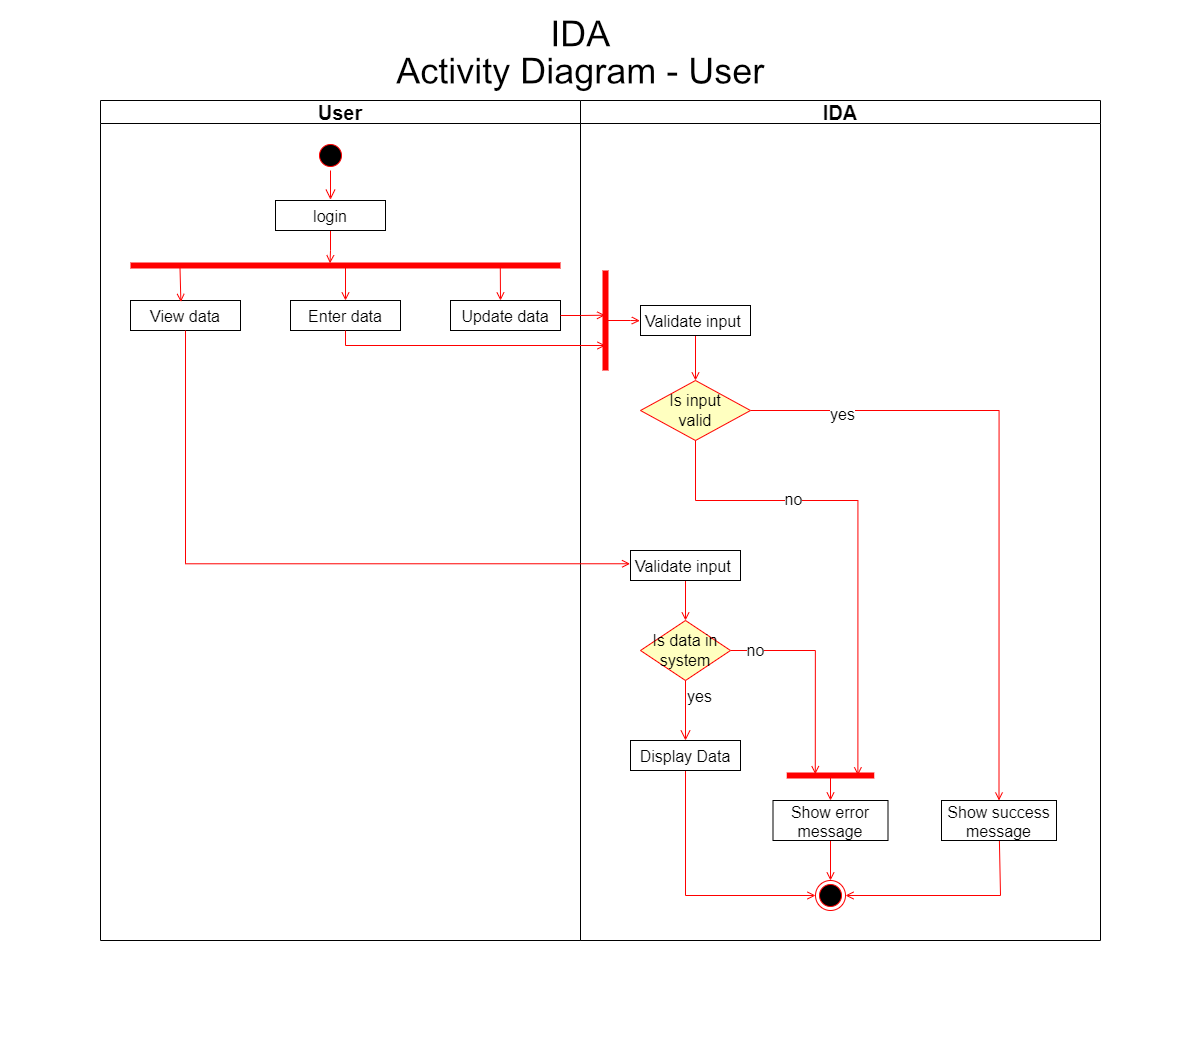 IDA
Activity Diagram - User
User
IDA
login
View data
Enter data
Update data
Validate input
Is input
valid
yes
no
Validate input
Is data in
system
no
yes
Display Data
Show error
message
Show success
message